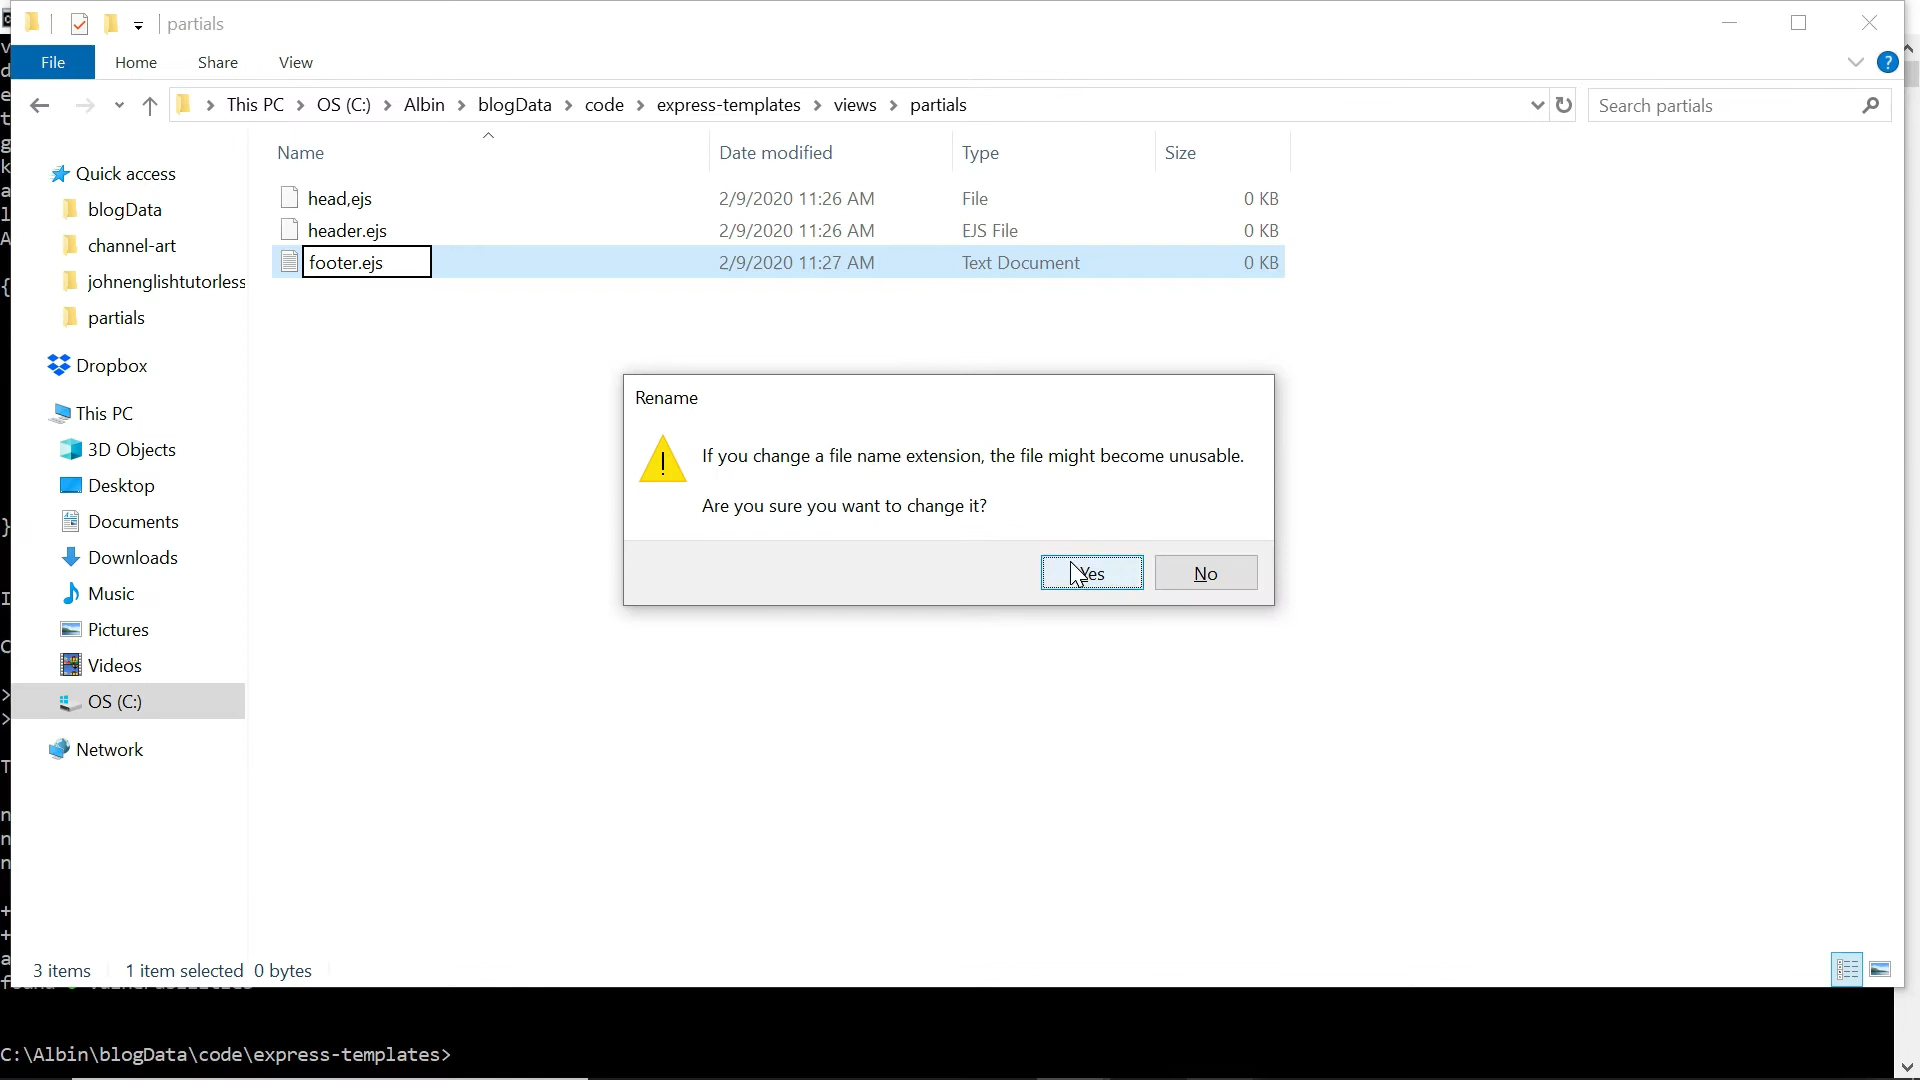 partials
File
Home
Share
View
?
This PC
OS (C:)
Albin
blogData
code
express-templates
views
partials
Search partials
Name
Date modified
Type
Size
Quick access
blogData
channel-art
johnenglishtutorless
partials
Dropbox
This PC
3D Objects
Desktop
Documents
Downloads
Music
Pictures
Videos
OS (C:)
Network
head,ejs 2/9/2020 11:26 AM File 0 KB
header.ejs 2/9/2020 11:26 AM EJS File 0 KB
footer.ejs 2/9/2020 11:27 AM Text Document 0 KB
Rename
If you change a file name extension, the file might become unusable.
Are you sure you want to change it?
Yes
No
3 items 1 item selected 0 bytes
C:\Albin\blogData\code\express-templates>